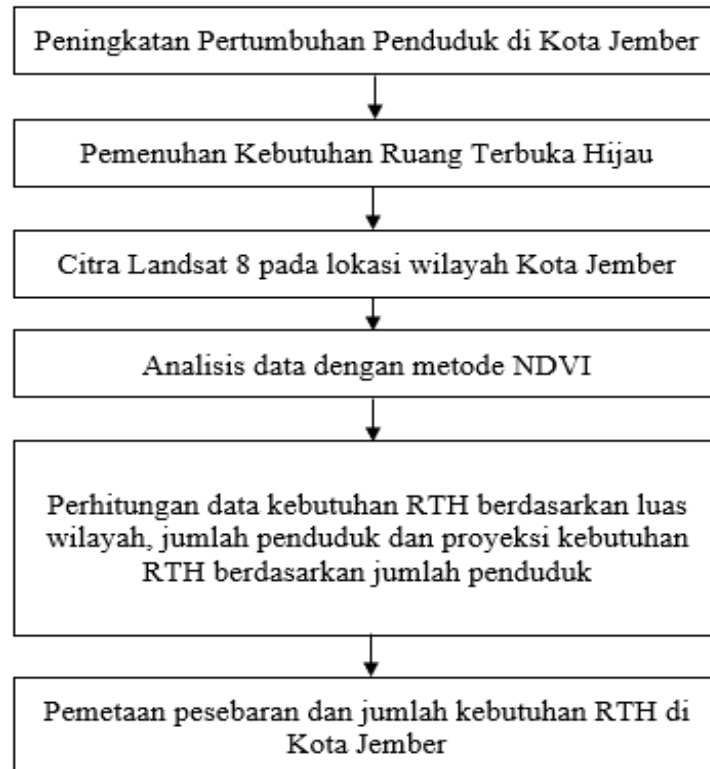 Peningkatan Pertumbuhan Penduduk di Kota Jember
Pemenuhan Kebutuhan Ruang Terbuka Hijau
Citra Landsat 8 pada lokasi wilayah Kota Jember
Analisis data dengan metode NDVI
Perhitungan data kebutuhan RTH berdasarkan luas
wilayah, jumlah penduduk dan proyeksi kebutuhan
RTH berdasarkan jumlah penduduk
Pemetaan pesebaran dan jumlah kebutuhan RTH di
Kota Jember